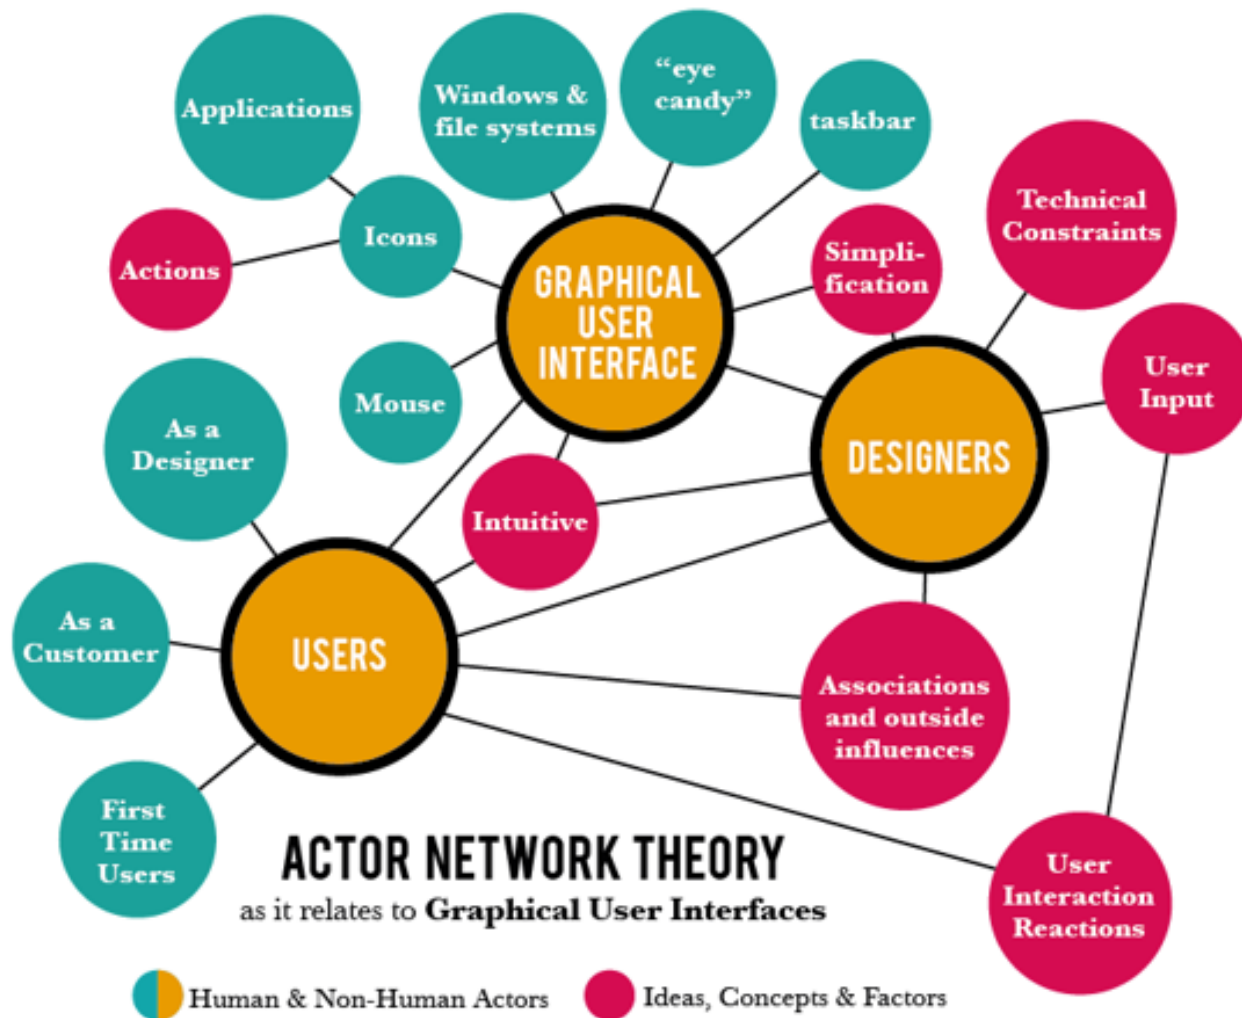 Applications
Windows &
file systems
“eye
candy”
taskbar
Technical
Constraints
Icons
Actions
Simpli-
fication
GRAPHICAL
USER
INTERFACE
User
Input
Mouse
As a
Designer
DESIGNERS
Intuitive
As a
Customer
USERS
Associations
and outside
influences
First
Time
Users
User
Interaction
Reactions
ACTOR NETWORK THEORY
as it relates to Graphical User Interfaces
Human & Non-Human Actors
Ideas, Concepts & Factors